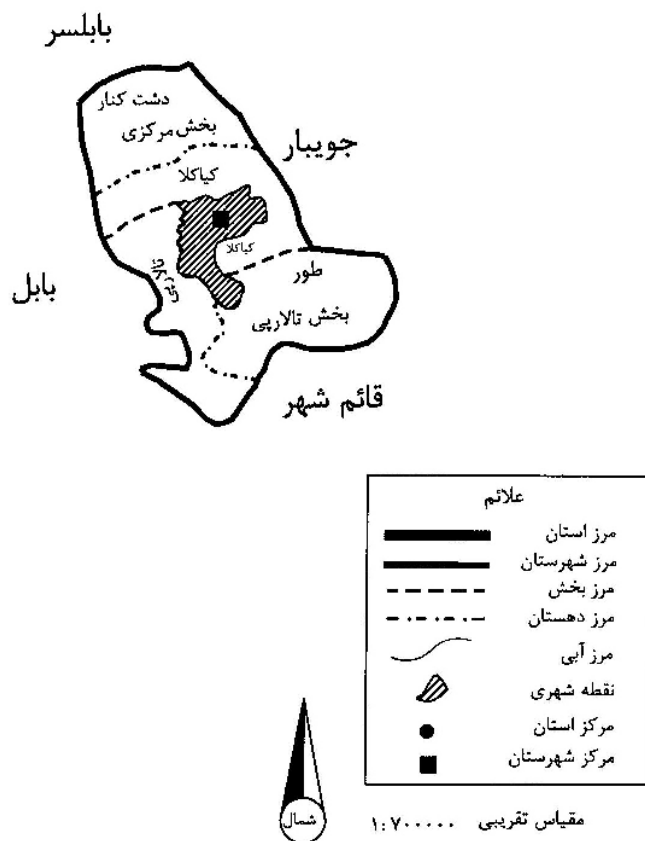 بابلسر
دشت کنار
بخش مرکزی
جویبار
کیاکلا
کیاکلا
بابل
تالارپی
طور
بخش تالارپی
قائم شهر
علائم
مرز استان
مرز شهرستان
مرز بخش
مرز دهستان
مرز آبی
نقطه شهری
مرکز استان
مرکز شهرستان
شمال
مقیاس تقریبی ۱:۷۰۰۰۰۰